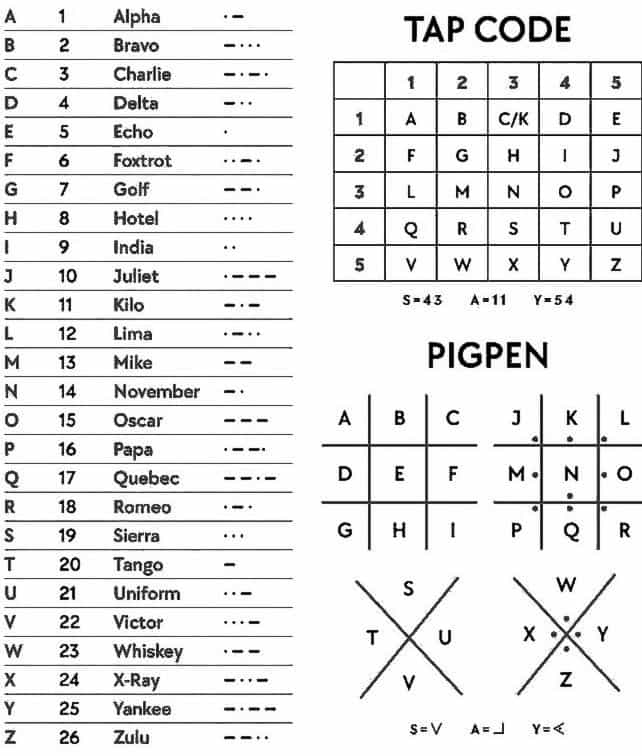 A 1 Alpha · –
B 2 Bravo – · · ·
C 3 Charlie – · – ·
D 4 Delta – · ·
E 5 Echo ·
F 6 Foxtrot · · – ·
G 7 Golf – – ·
H 8 Hotel · · · ·
I 9 India · ·
J 10 Juliet · – – –
K 11 Kilo – · –
L 12 Lima · – · ·
M 13 Mike – –
N 14 November – ·
O 15 Oscar – – –
P 16 Papa · – – ·
Q 17 Quebec – – · –
R 18 Romeo · – ·
S 19 Sierra · · ·
T 20 Tango –
U 21 Uniform · · –
V 22 Victor · · · –
W 23 Whiskey · – –
X 24 X-Ray – · · –
Y 25 Yankee – · – –
Z 26 Zulu – – · ·
TAP CODE
1 2 3 4 5
1 A B C/K D E
2 F G H I J
3 L M N O P
4 Q R S T U
5 V W X Y Z
S=43 A=11 Y=54
PIGPEN
A B C
D E F
G H I
J K L
M N O
P Q R
S
T U
V
W
X Y
Z
S=∨ A=⅃ Y=⋖